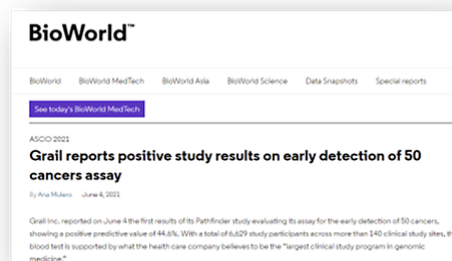 BioWorld™
BioWorld BioWorld MedTech BioWorld Asia BioWorld Science Data Snapshots Special reports
See today's BioWorld MedTech
ASCO 2021
Grail reports positive study results on early detection of 50
cancers assay
By Ana Mulero June 4, 2021
Grail Inc. reported on June 4 the first results of its Pathfinder study evaluating its assay for the early detection of 50 cancers,
showing a positive predictive value of 44.6%. With a total of 6,629 study participants across more than 140 clinical study sites, th
blood test is supported by what the health care company believes to be the "largest clinical study program in genomic
medicine."